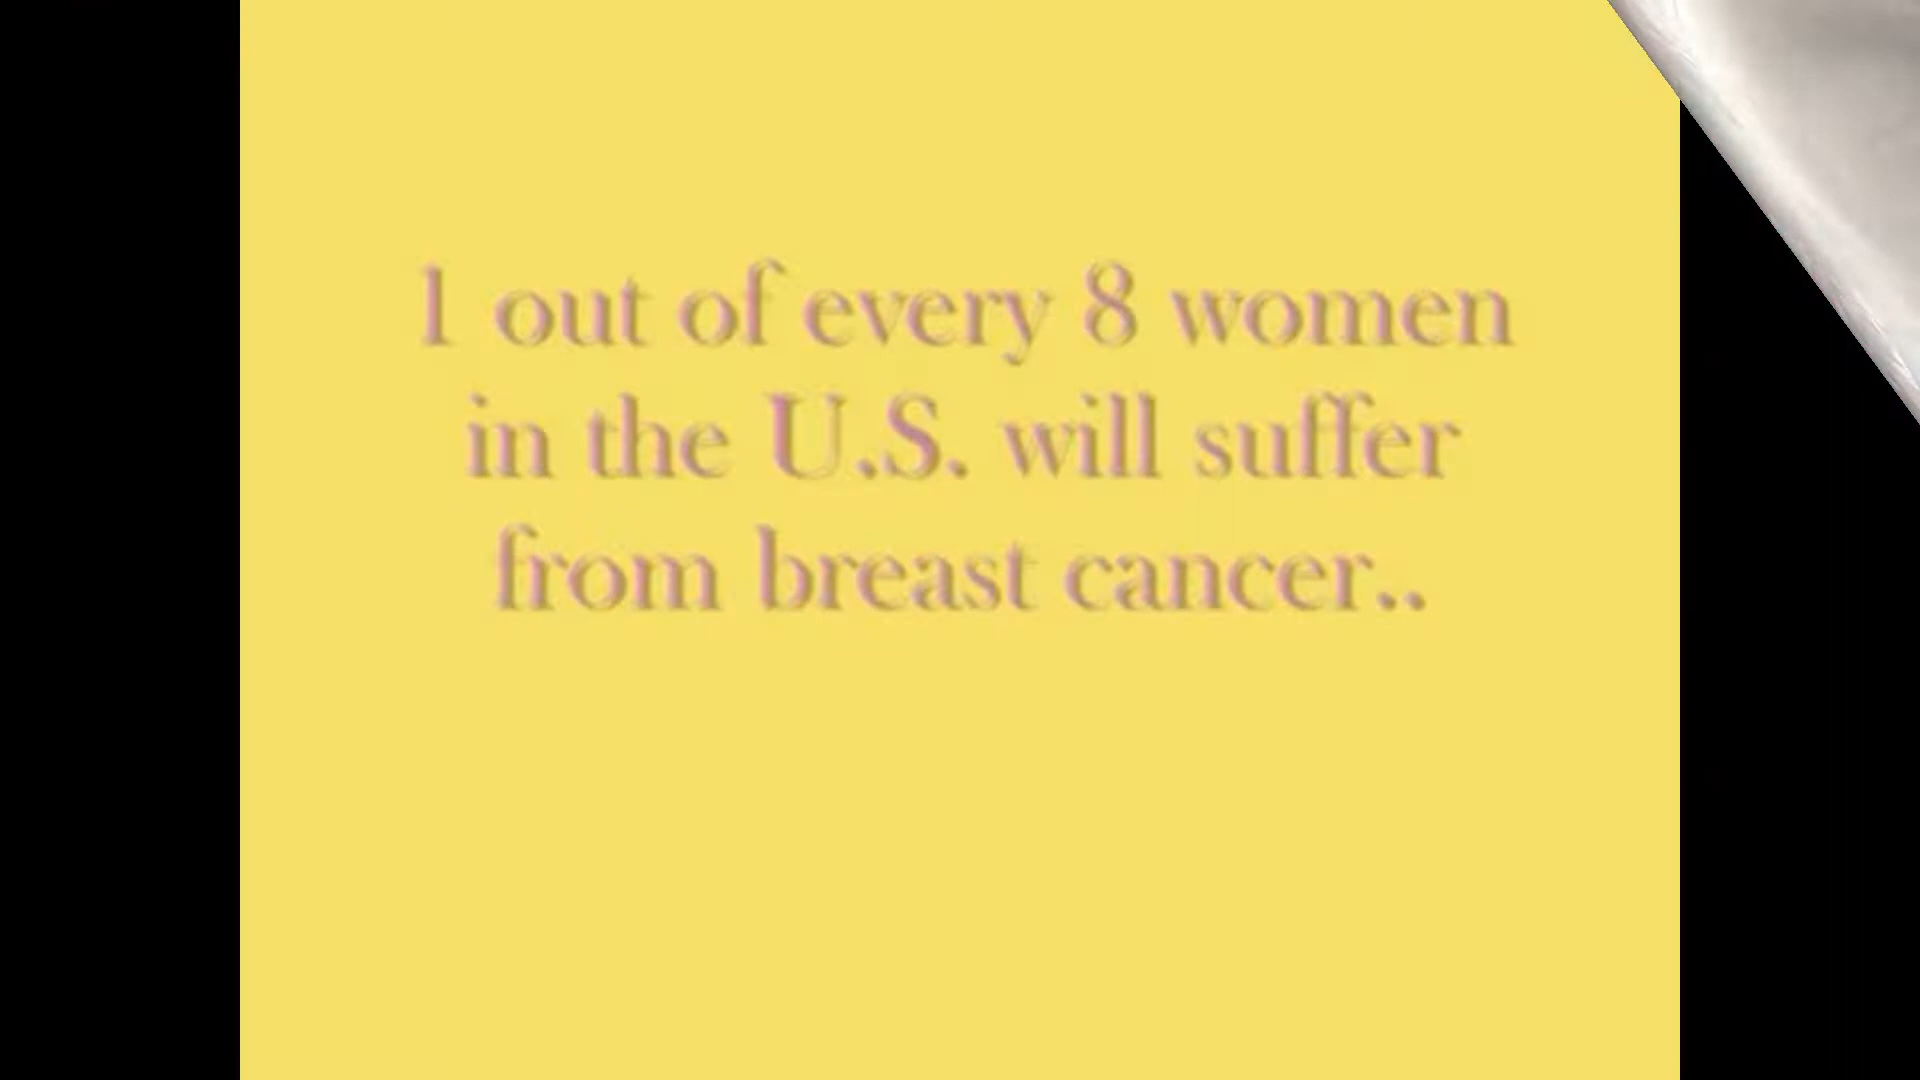 1 out of every 8 women
in the U.S. will suffer
from breast cancer..